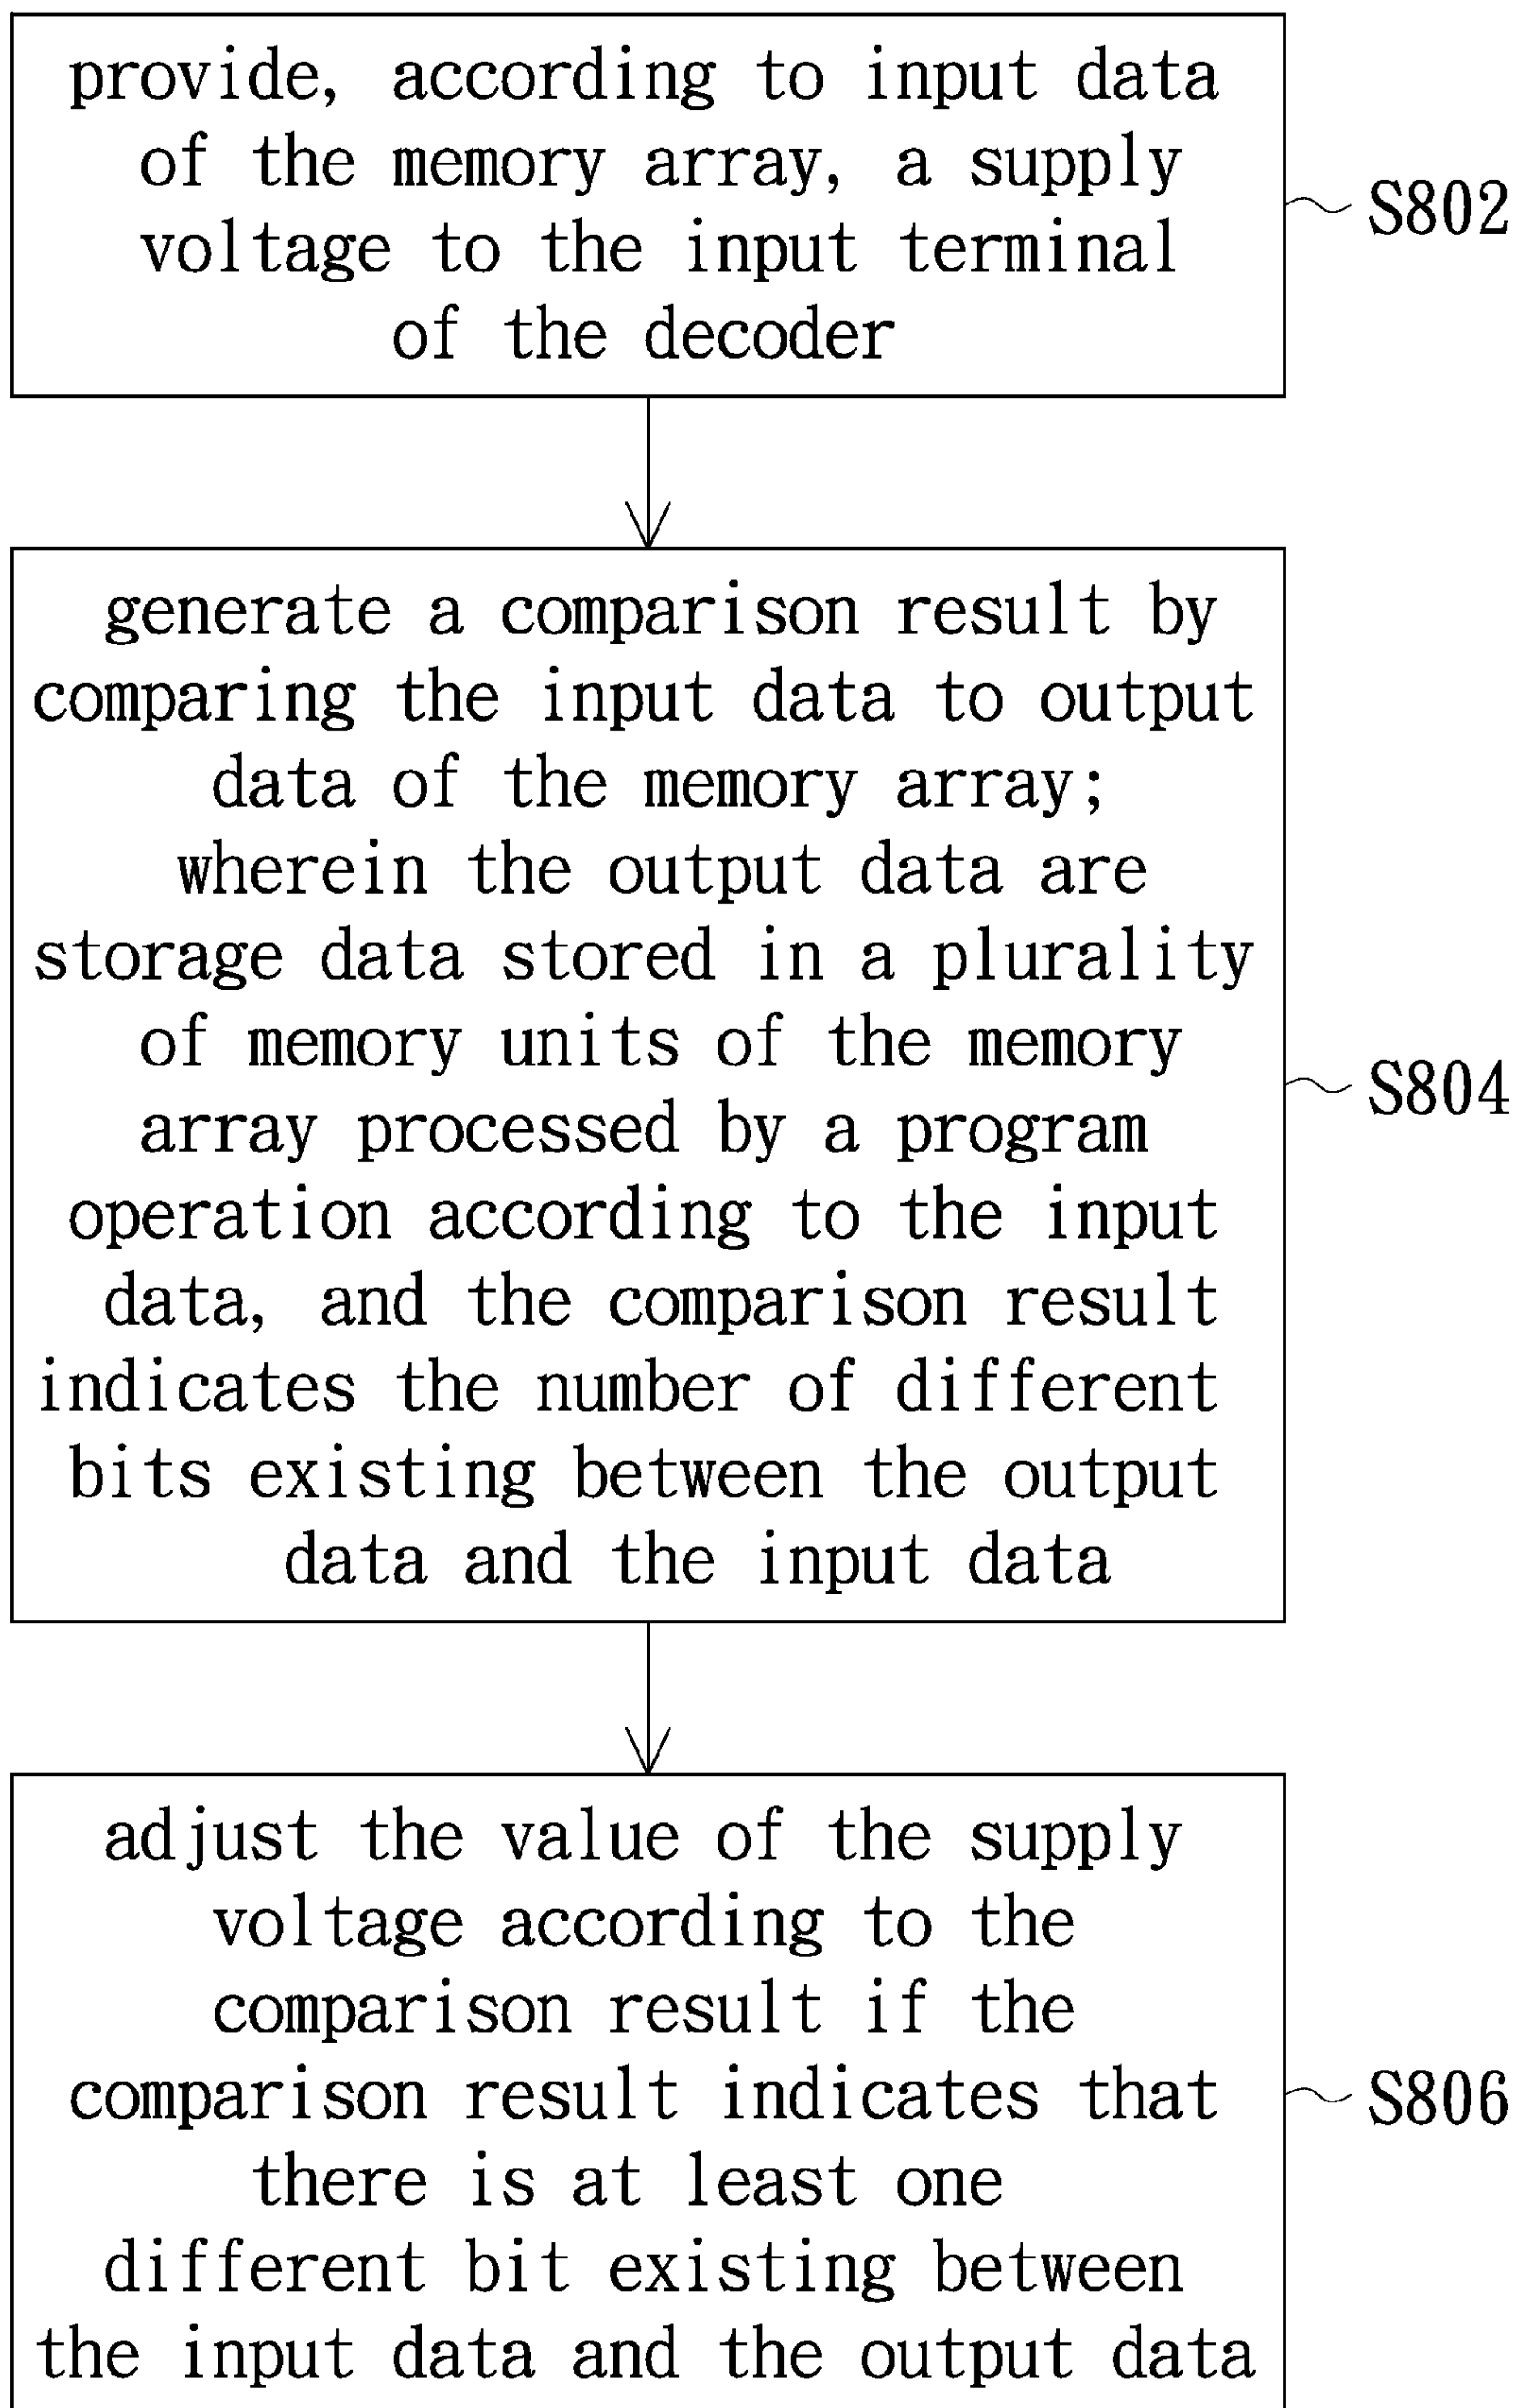 provide, according to input data
of the memory array, a supply
voltage to the input terminal
of the decoder
S802
generate a comparison result by
comparing the input data to output
data of the memory array;
wherein the output data are
storage data stored in a plurality
of memory units of the memory
array processed by a program
operation according to the input
data, and the comparison result
indicates the number of different
bits existing between the output
data and the input data
S804
adjust the value of the supply
voltage according to the
comparison result if the
comparison result indicates that
there is at least one
different bit existing between
the input data and the output data
S806